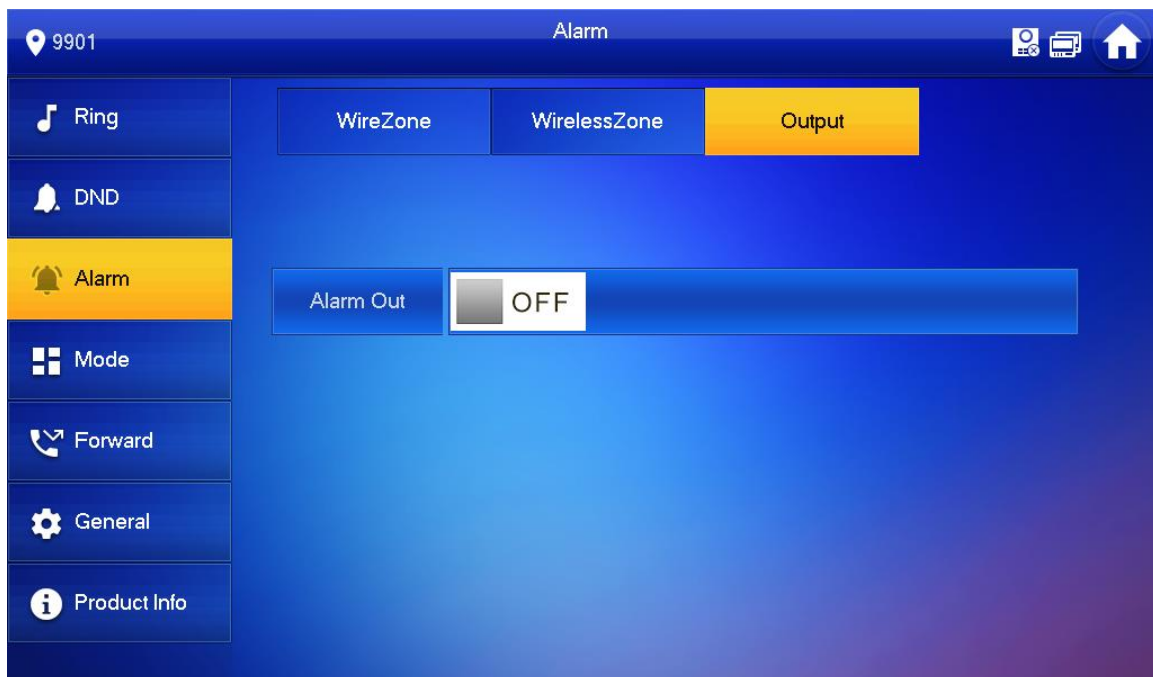 9901
Alarm
Ring
DND
Alarm
Mode
Forward
General
Product Info
WireZone
WirelessZone
Output
Alarm Out
OFF